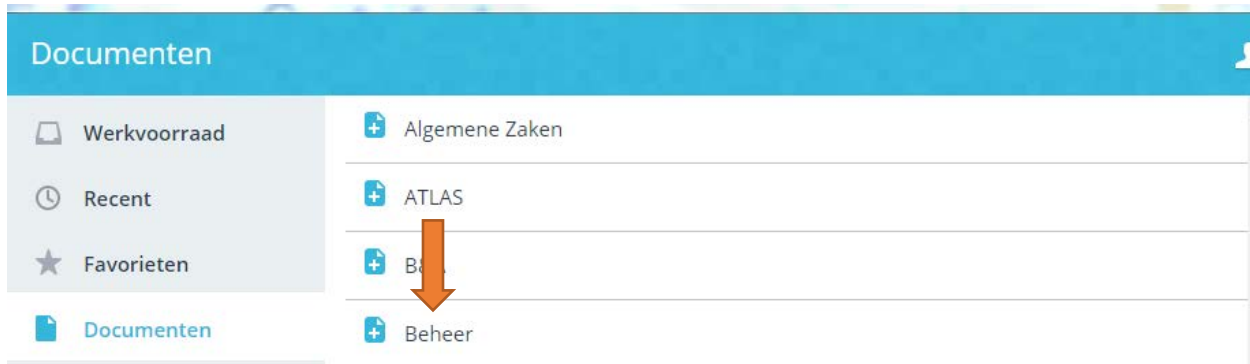 Documenten
Werkvoorraad
Recent
Favorieten
Documenten
Algemene Zaken
ATLAS
Beheer